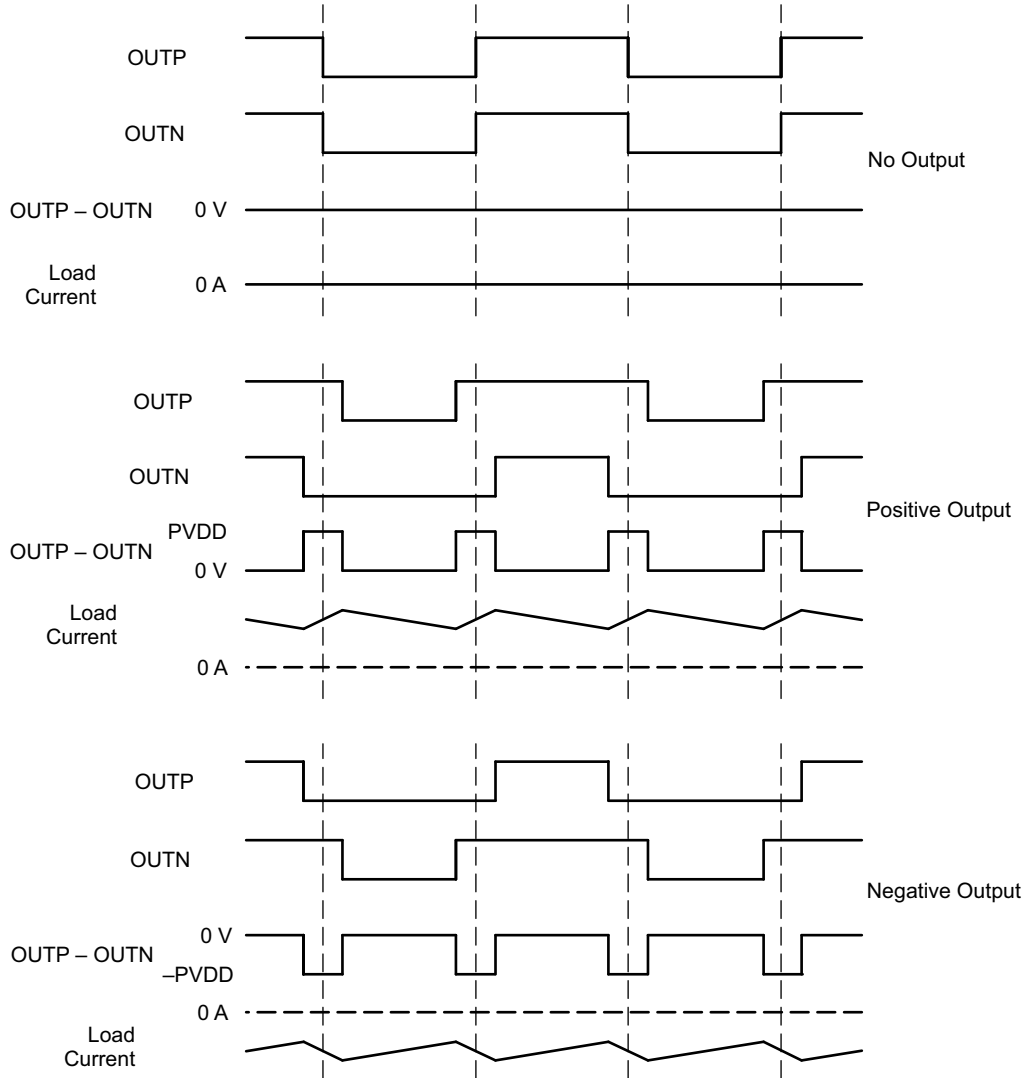 OUTP
OUTN
No Output
OUTP – OUTN 0 V
Load
Current
0 A
OUTP
OUTN
Positive Output
PVDD
OUTP – OUTN
0 V
Load
Current
0 A
OUTP
OUTN
Negative Output
0 V
OUTP – OUTN
–PVDD
0 A
Load
Current